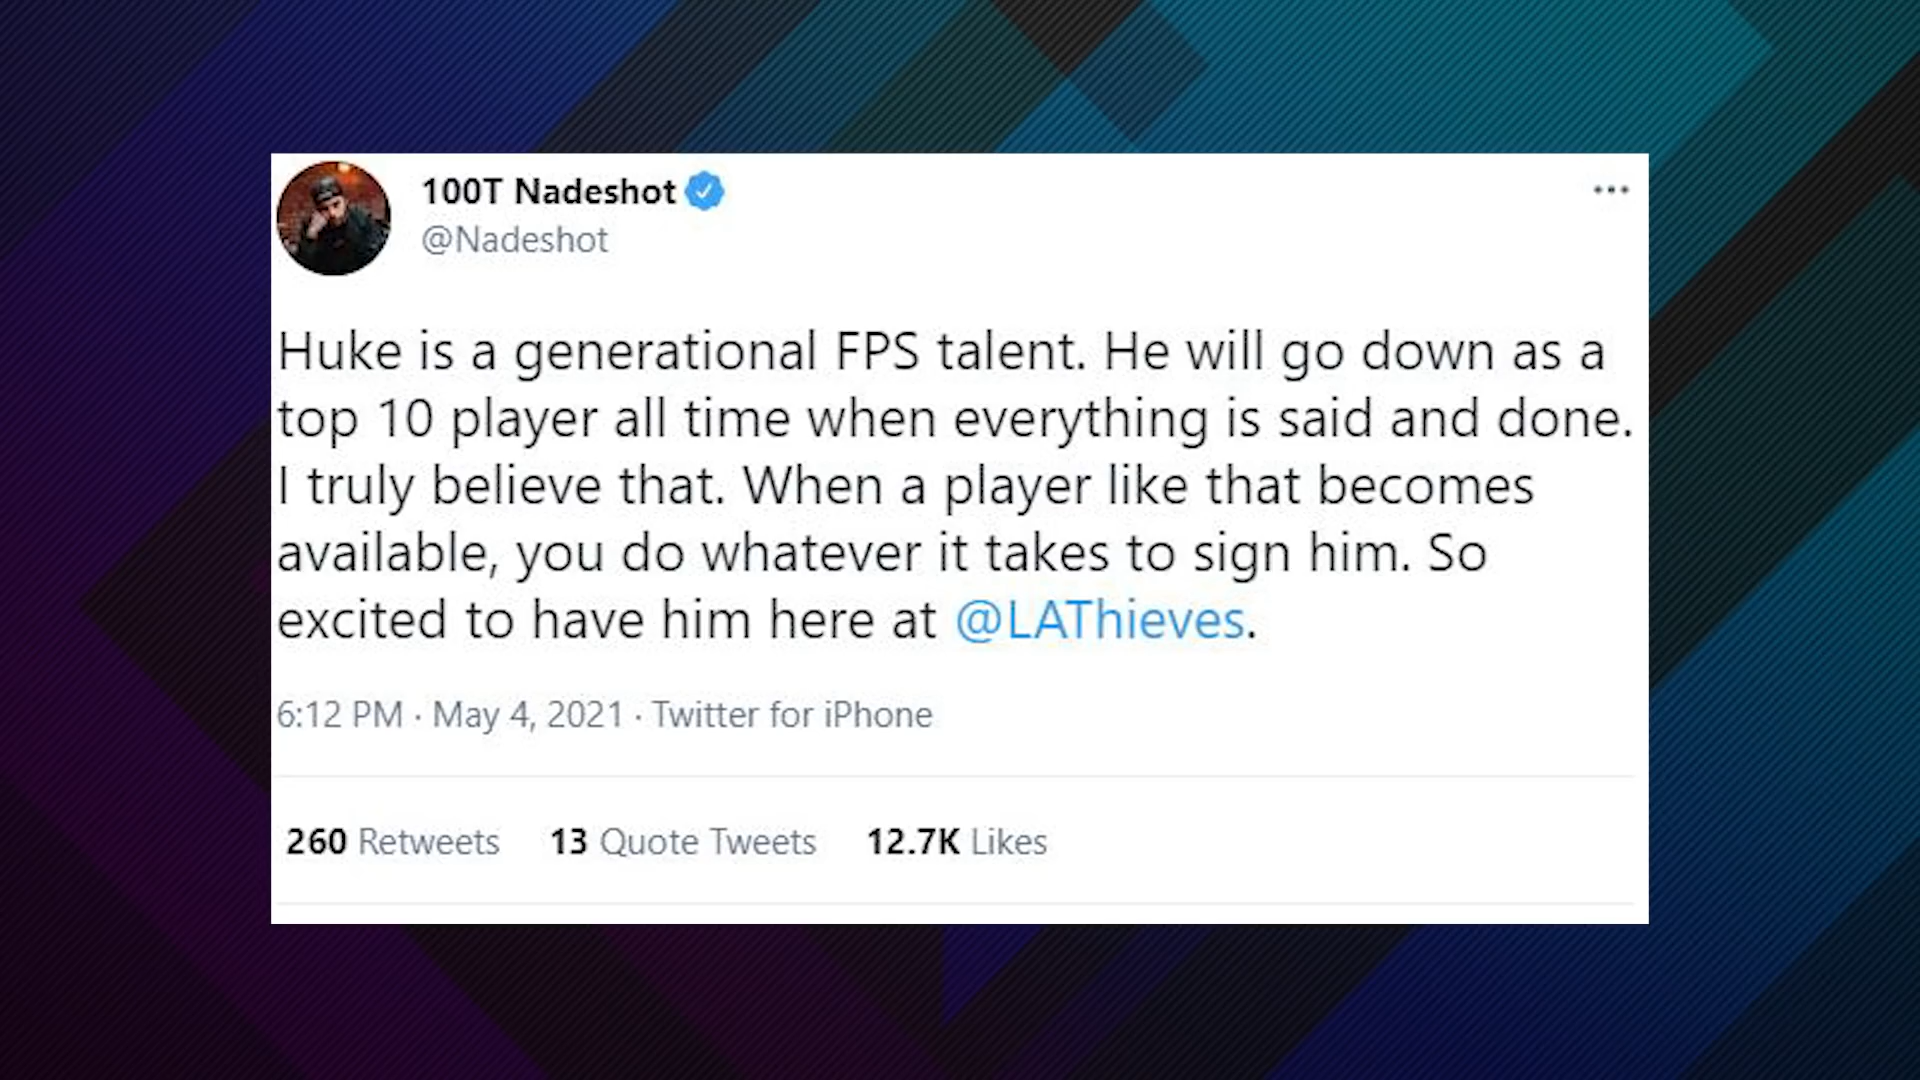 100T Nadeshot
@Nadeshot
Huke is a generational FPS talent. He will go down as a
top 10 player all time when everything is said and done.
I truly believe that. When a player like that becomes
available, you do whatever it takes to sign him. So
excited to have him here at @LAThieves.
6:12 PM · May 4, 2021 · Twitter for iPhone
260 Retweets 13 Quote Tweets 12.7K Likes